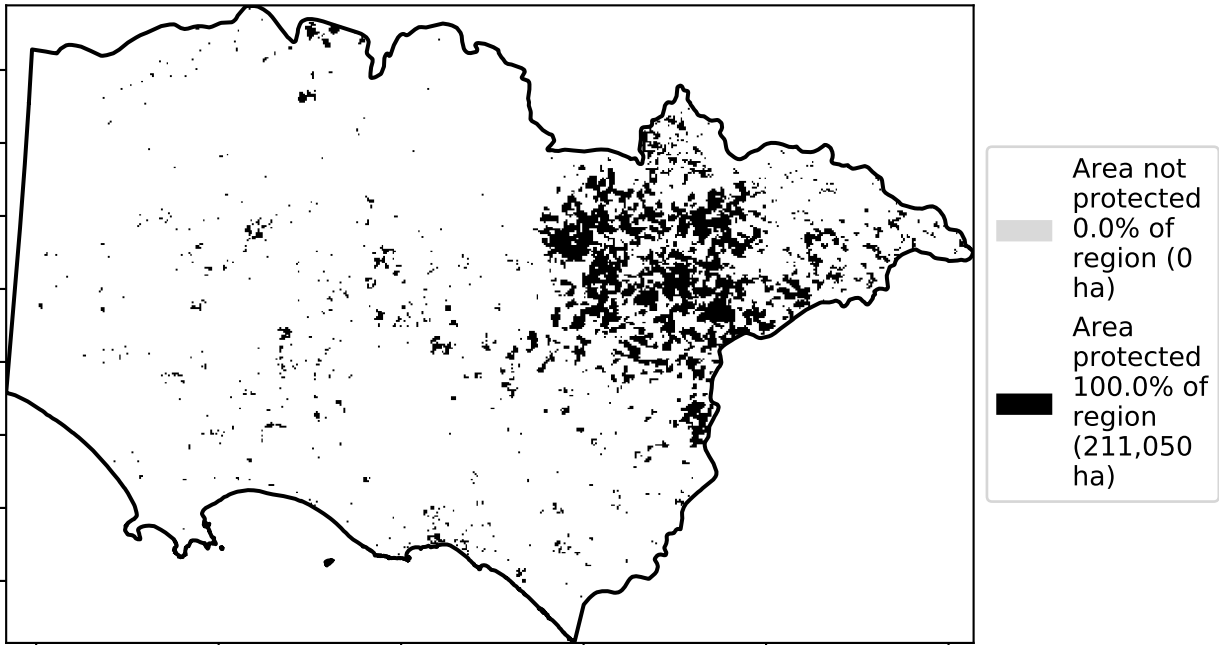 Area not
protected
0.0% of
region (0
ha)
Area
protected
100.0% of
region
(211,050
ha)